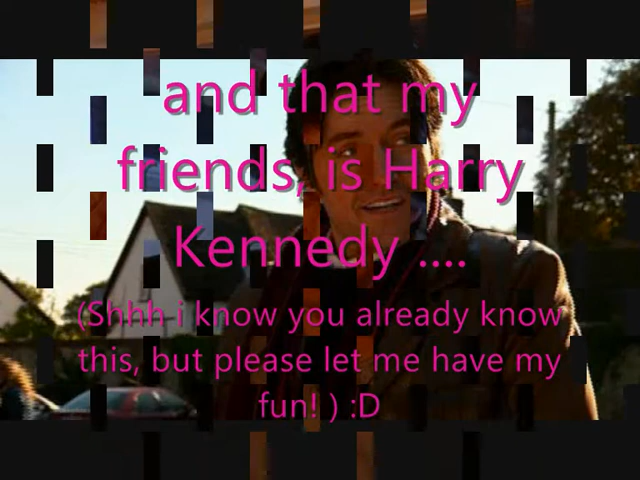 and that my
friends, is Harry
Kennedy ....
(Shhh i know you already know
this, but please let me have my
fun! ) :D